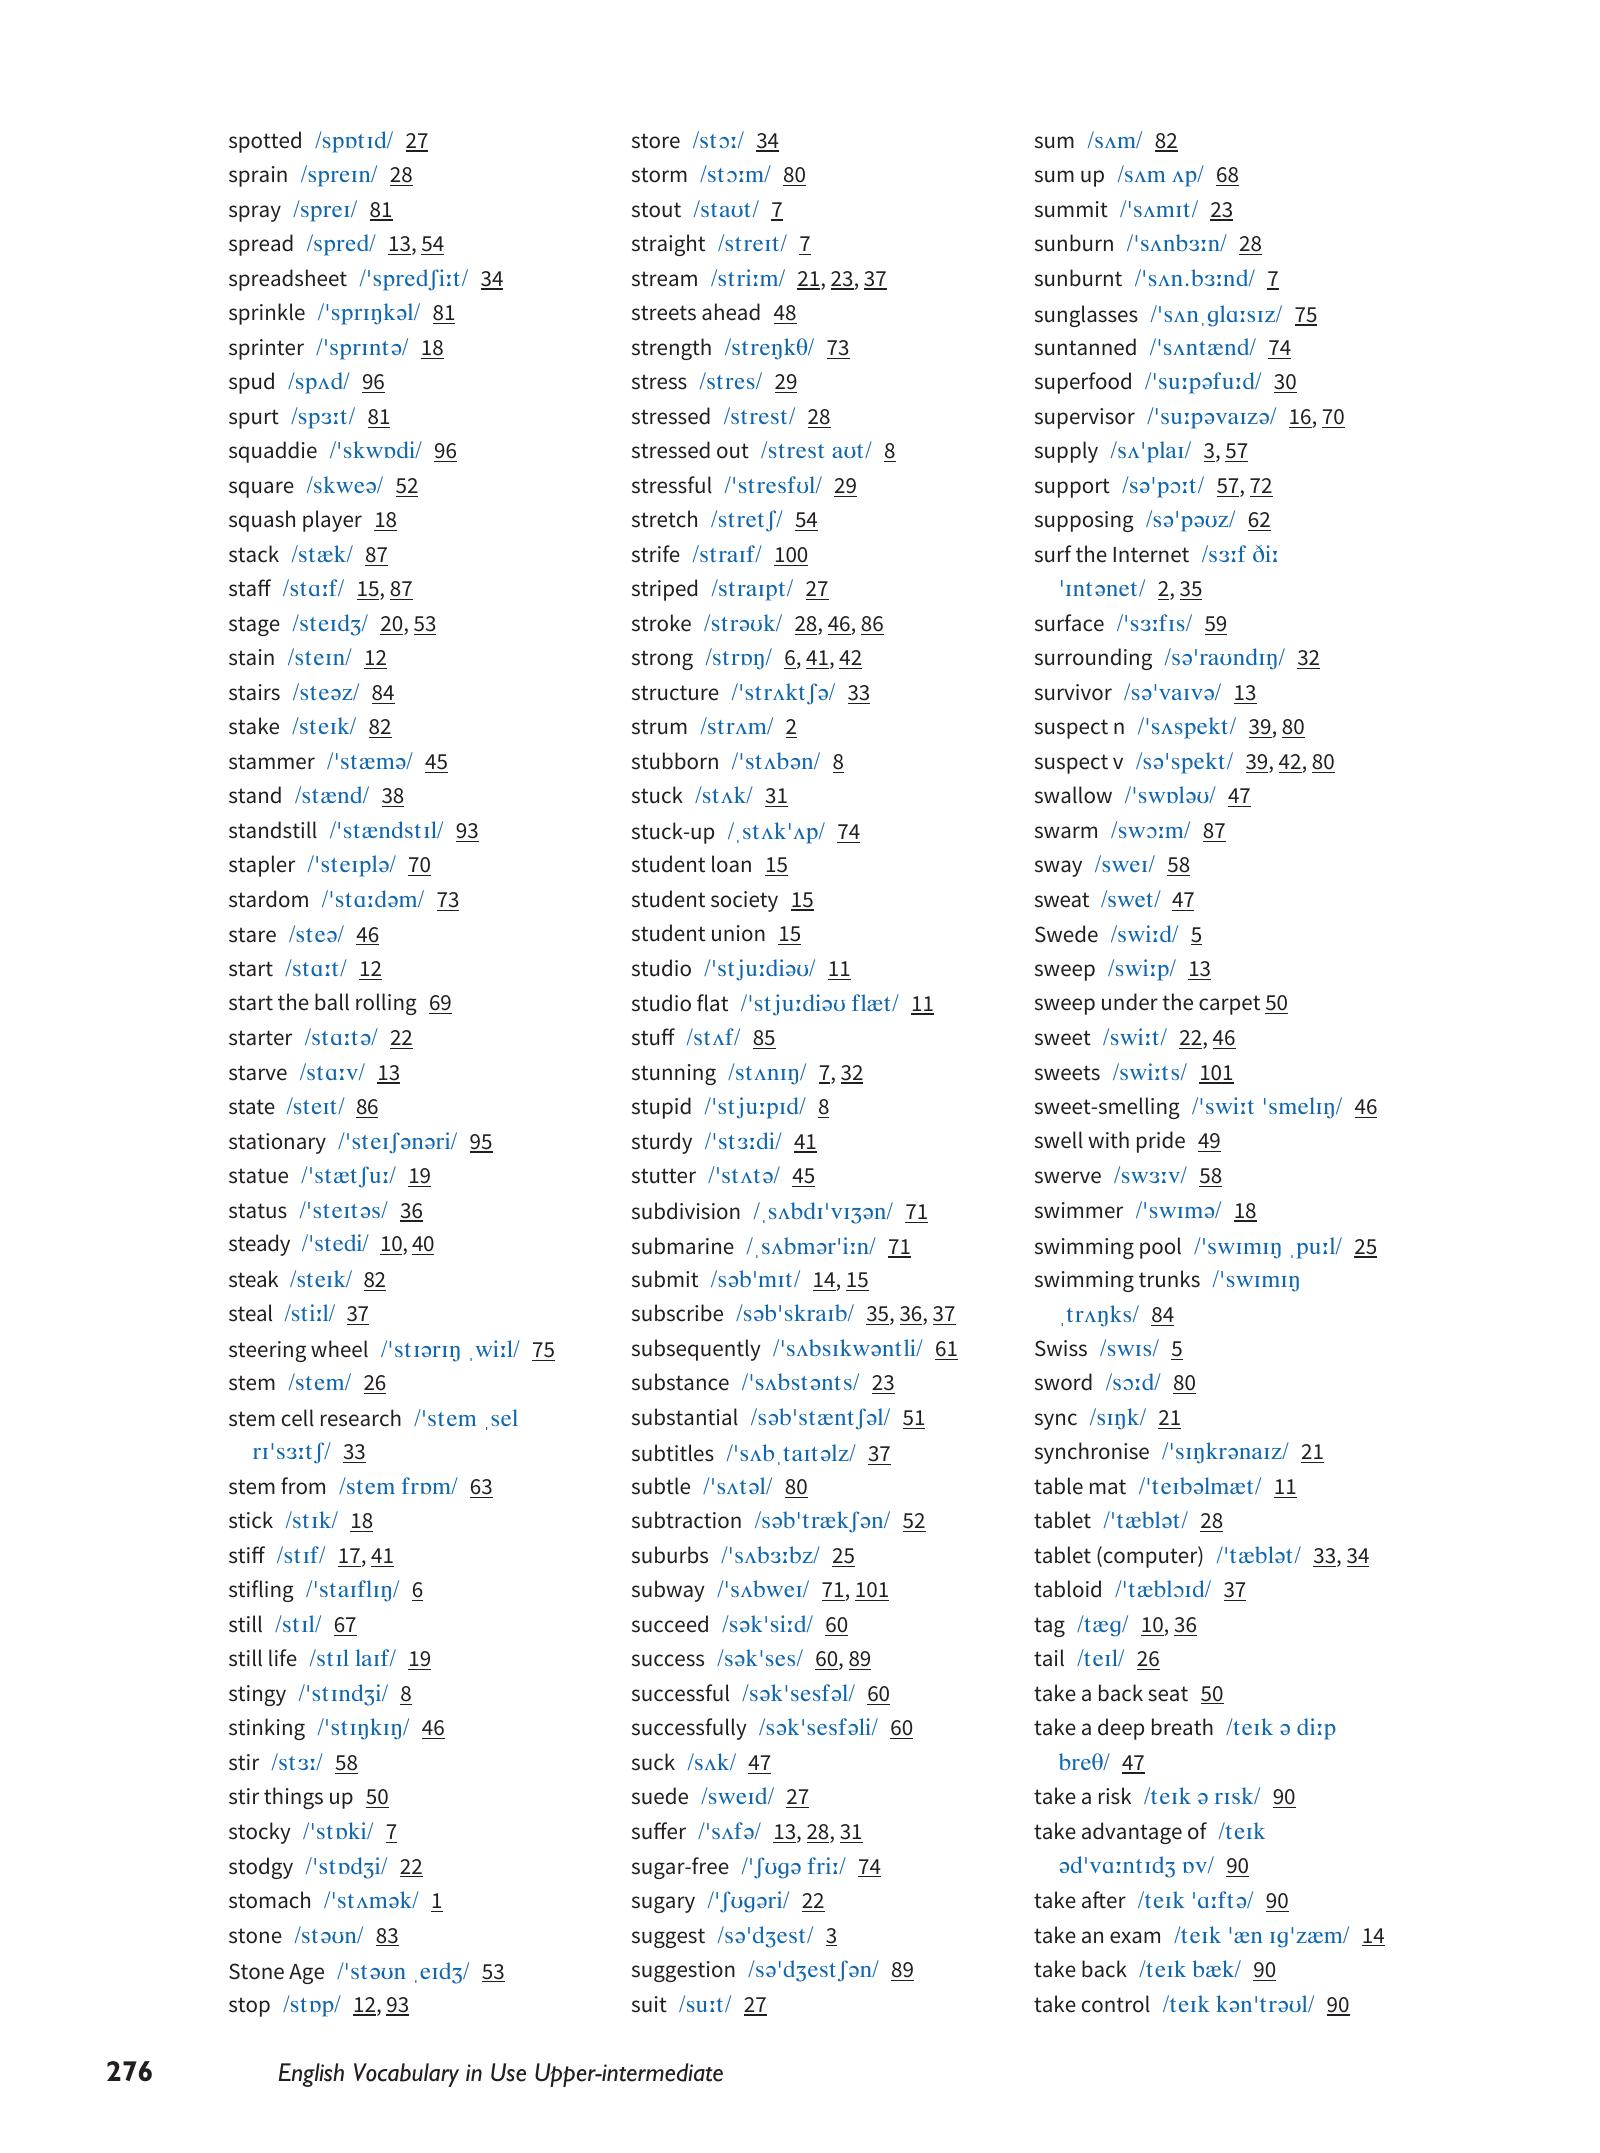 spotted /spɒtɪd/ 27
sprain /spreɪn/ 28
spray /spreɪ/ 81
spread /spred/ 13, 54
spreadsheet /ˈspredʃiːt/ 34
sprinkle /ˈsprɪŋkəl/ 81
sprinter /ˈsprɪntə/ 18
spud /spʌd/ 96
spurt /spɜːt/ 81
squaddie /ˈskwɒdi/ 96
square /skweə/ 52
squash player 18
stack /stæk/ 87
staff /stɑːf/ 15, 87
stage /steɪdʒ/ 20, 53
stain /steɪn/ 12
stairs /steəz/ 84
stake /steɪk/ 82
stammer /ˈstæmə/ 45
stand /stænd/ 38
standstill /ˈstændstɪl/ 93
stapler /ˈsteɪplə/ 70
stardom /ˈstɑːdəm/ 73
stare /steə/ 46
start /stɑːt/ 12
start the ball rolling 69
starter /stɑːtə/ 22
starve /stɑːv/ 13
state /steɪt/ 86
stationary /ˈsteɪʃənəri/ 95
statue /ˈstætʃuː/ 19
status /ˈsteɪtəs/ 36
steady /ˈstedi/ 10, 40
steak /steɪk/ 82
steal /stiːl/ 37
steering wheel /ˈstɪərɪŋ ˌwiːl/ 75
stem /stem/ 26
stem cell research /ˈstem ˌsel
rɪˈsɜːtʃ/ 33
stem from /stem frɒm/ 63
stick /stɪk/ 18
stiff /stɪf/ 17, 41
stifling /ˈstaɪflɪŋ/ 6
still /stɪl/ 67
still life /stɪl laɪf/ 19
stingy /ˈstɪndʒi/ 8
stinking /ˈstɪŋkɪŋ/ 46
stir /stɜː/ 58
stir things up 50
stocky /ˈstɒki/ 7
stodgy /ˈstɒdʒi/ 22
stomach /ˈstʌmək/ 1
stone /stəʊn/ 83
Stone Age /ˈstəʊn ˌeɪdʒ/ 53
stop /stɒp/ 12, 93
store /stɔː/ 34
storm /stɔːm/ 80
stout /staʊt/ 7
straight /streɪt/ 7
stream /striːm/ 21, 23, 37
streets ahead 48
strength /streŋkθ/ 73
stress /stres/ 29
stressed /strest/ 28
stressed out /strest aʊt/ 8
stressful /ˈstresfʊl/ 29
stretch /stretʃ/ 54
strife /straɪf/ 100
striped /straɪpt/ 27
stroke /strəʊk/ 28, 46, 86
strong /strɒŋ/ 6, 41, 42
structure /ˈstrʌktʃə/ 33
strum /strʌm/ 2
stubborn /ˈstʌbən/ 8
stuck /stʌk/ 31
stuck-up /ˌstʌkˈʌp/ 74
student loan 15
student society 15
student union 15
studio /ˈstjuːdiəʊ/ 11
studio flat /ˈstjuːdiəʊ flæt/ 11
stuff /stʌf/ 85
stunning /stʌnɪŋ/ 7, 32
stupid /ˈstjuːpɪd/ 8
sturdy /ˈstɜːdi/ 41
stutter /ˈstʌtə/ 45
subdivision /ˌsʌbdɪˈvɪʒən/ 71
submarine /ˌsʌbmərˈiːn/ 71
submit /səbˈmɪt/ 14, 15
subscribe /səbˈskraɪb/ 35, 36, 37
subsequently /ˈsʌbsɪkwəntli/ 61
substance /ˈsʌbstənts/ 23
substantial /səbˈstæntʃəl/ 51
subtitles /ˈsʌbˌtaɪtəlz/ 37
subtle /ˈsʌtəl/ 80
subtraction /səbˈtrækʃən/ 52
suburbs /ˈsʌbɜːbz/ 25
subway /ˈsʌbweɪ/ 71, 101
succeed /səkˈsiːd/ 60
success /səkˈses/ 60, 89
successful /səkˈsesfəl/ 60
successfully /səkˈsesfəli/ 60
suck /sʌk/ 47
suede /sweɪd/ 27
suffer /ˈsʌfə/ 13, 28, 31
sugar-free /ˈʃʊgə friː/ 74
sugary /ˈʃʊgəri/ 22
suggest /səˈdʒest/ 3
suggestion /səˈdʒestʃən/ 89
suit /suːt/ 27
sum /sʌm/ 82
sum up /sʌm ʌp/ 68
summit /ˈsʌmɪt/ 23
sunburn /ˈsʌnbɜːn/ 28
sunburnt /ˈsʌn.bɜːnd/ 7
sunglasses /ˈsʌnˌglɑːsɪz/ 75
suntanned /ˈsʌntænd/ 74
superfood /ˈsuːpəfuːd/ 30
supervisor /ˈsuːpəvaɪzə/ 16, 70
supply /sʌˈplaɪ/ 3, 57
support /səˈpɔːt/ 57, 72
supposing /səˈpəʊz/ 62
surf the Internet /sɜːf ðiː
ˈɪntənet/ 2, 35
surface /ˈsɜːfɪs/ 59
surrounding /səˈraʊndɪŋ/ 32
survivor /səˈvaɪvə/ 13
suspect n /ˈsʌspekt/ 39, 80
suspect v /səˈspekt/ 39, 42, 80
swallow /ˈswɒləʊ/ 47
swarm /swɔːm/ 87
sway /sweɪ/ 58
sweat /swet/ 47
Swede /swiːd/ 5
sweep /swiːp/ 13
sweep under the carpet 50
sweet /swiːt/ 22, 46
sweets /swiːts/ 101
sweet-smelling /ˈswiːt ˈsmelɪŋ/ 46
swell with pride 49
swerve /swɜːv/ 58
swimmer /ˈswɪmə/ 18
swimming pool /ˈswɪmɪŋ ˌpuːl/ 25
swimming trunks /ˈswɪmɪŋ
ˌtrʌŋks/ 84
Swiss /swɪs/ 5
sword /sɔːd/ 80
sync /sɪŋk/ 21
synchronise /ˈsɪŋkrənaɪz/ 21
table mat /ˈteɪbəlmæt/ 11
tablet /ˈtæblət/ 28
tablet (computer) /ˈtæblət/ 33, 34
tabloid /ˈtæblɔɪd/ 37
tag /tæg/ 10, 36
tail /teɪl/ 26
take a back seat 50
take a deep breath /teɪk ə diːp
breθ/ 47
take a risk /teɪk ə rɪsk/ 90
take advantage of /teɪk
ədˈvɑːntɪdʒ ɒv/ 90
take after /teɪk ˈɑːftə/ 90
take an exam /teɪk ˈæn ɪgˈzæm/ 14
take back /teɪk bæk/ 90
take control /teɪk kənˈtrəʊl/ 90
276 English Vocabulary in Use Upper-intermediate